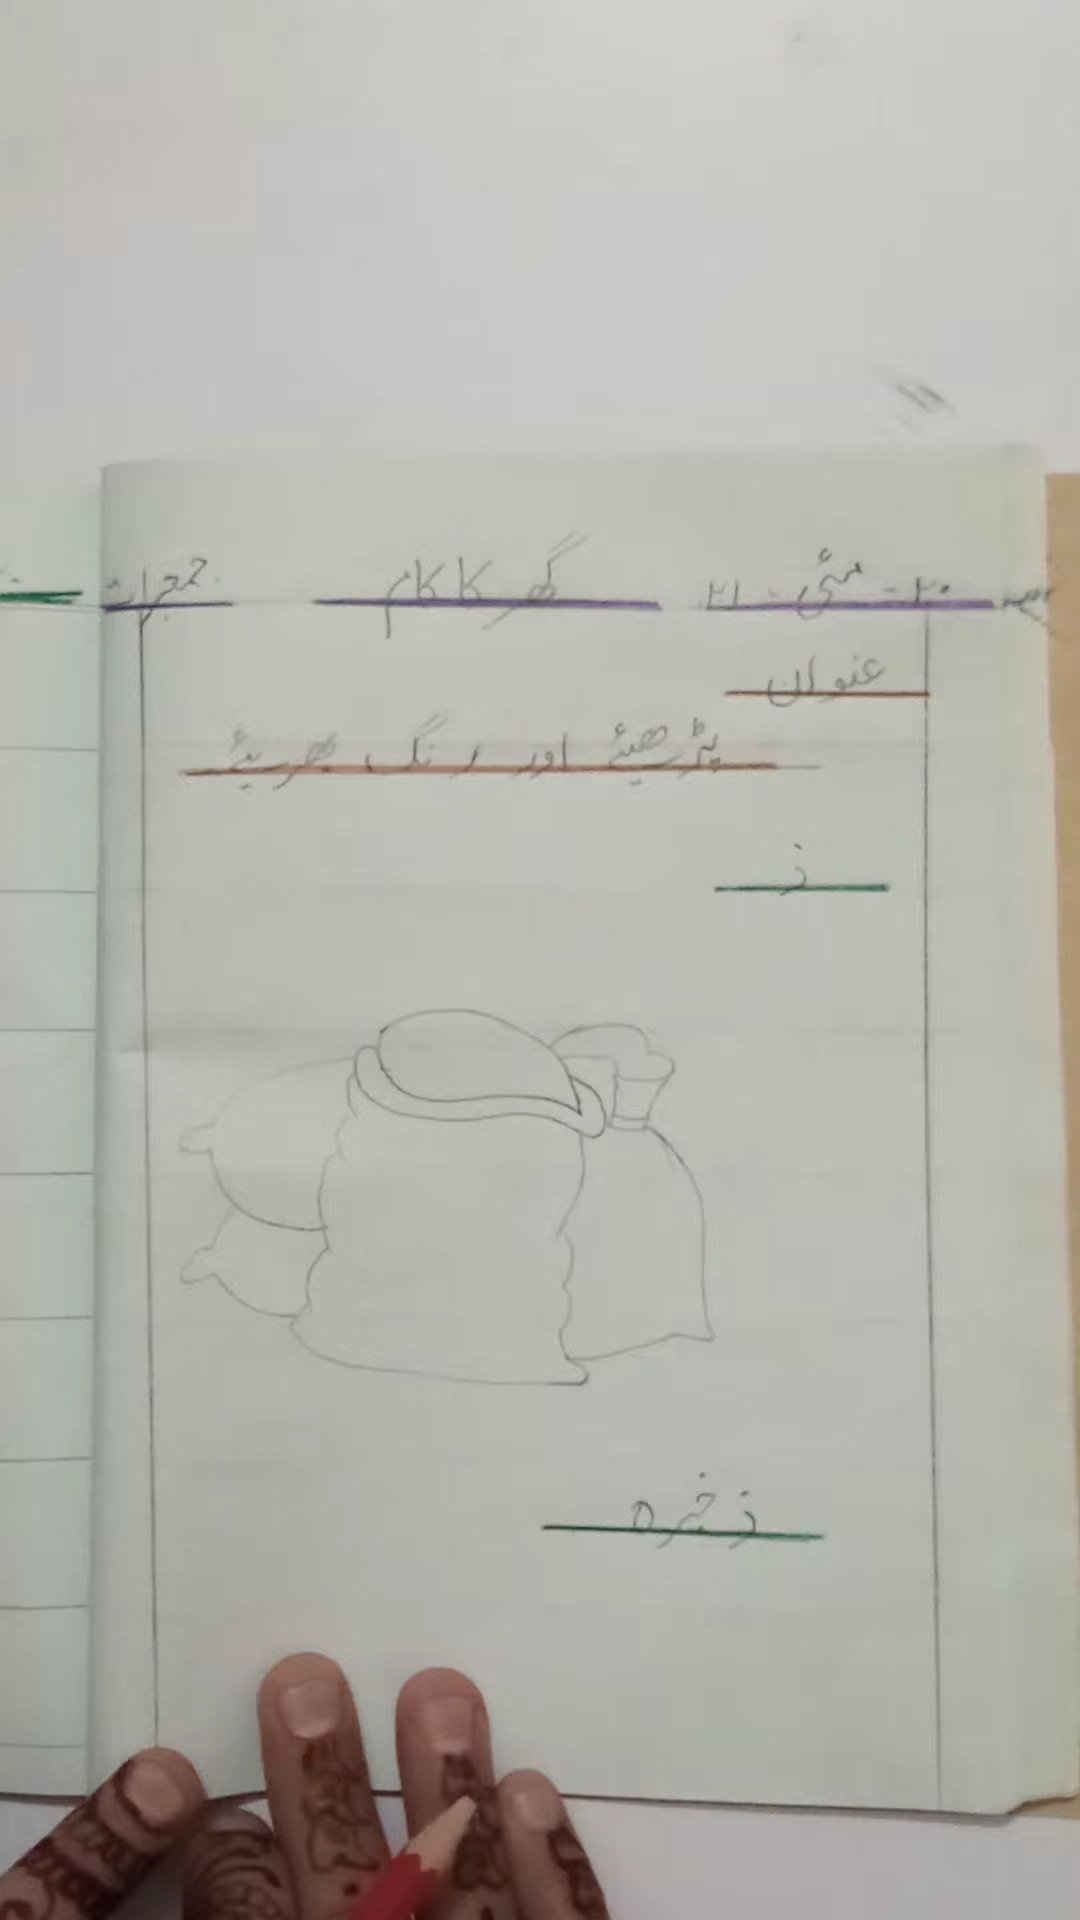 ۲۰ - مئی - ۲۱ گھر کا کام جمعرات
عنوان
پڑھیئے اور رنگ بھریئے
ذ
ذخیرہ